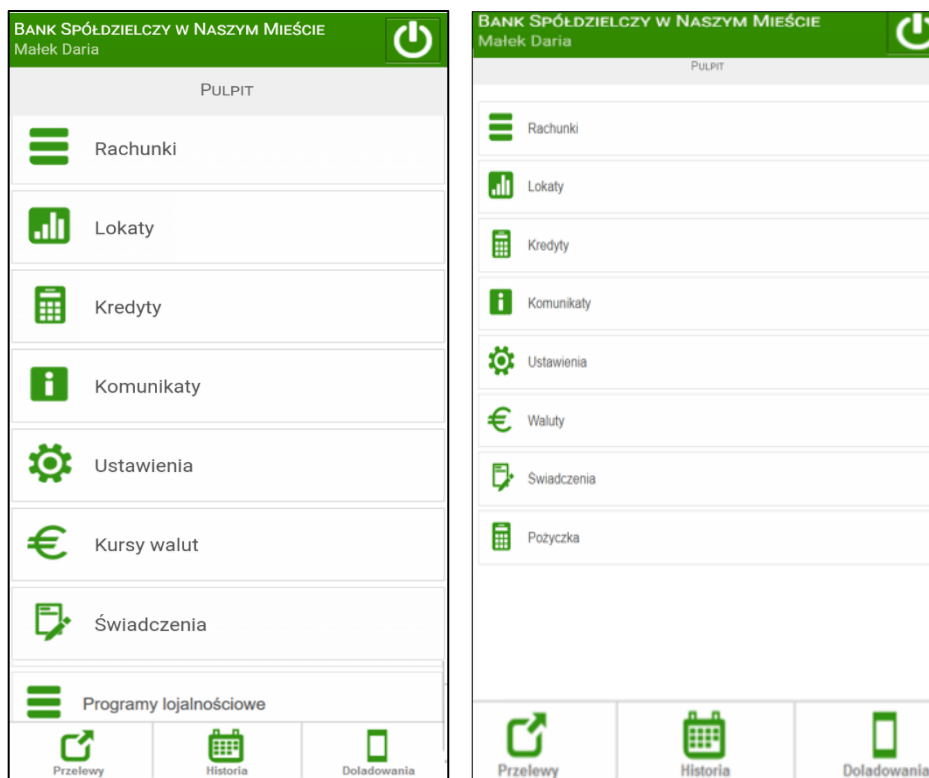 BANK SPÓŁDZIELCZY W NASZYM MIEŚCIE
Małek Daria
PULPIT
Rachunki
Lokaty
Kredyty
Komunikaty
Ustawienia
Kursy walut
Świadczenia
Programy lojalnościowe
Przelewy Historia Doladowania
BANK SPÓŁDZIELCZY W NASZYM MIEŚCIE
Małek Daria
PULPIT
Rachunki
Lokaty
Kredyty
Komunikaty
Ustawienia
Waluty
Świadczenia
Pożyczka
Przelewy Historia Doladowania